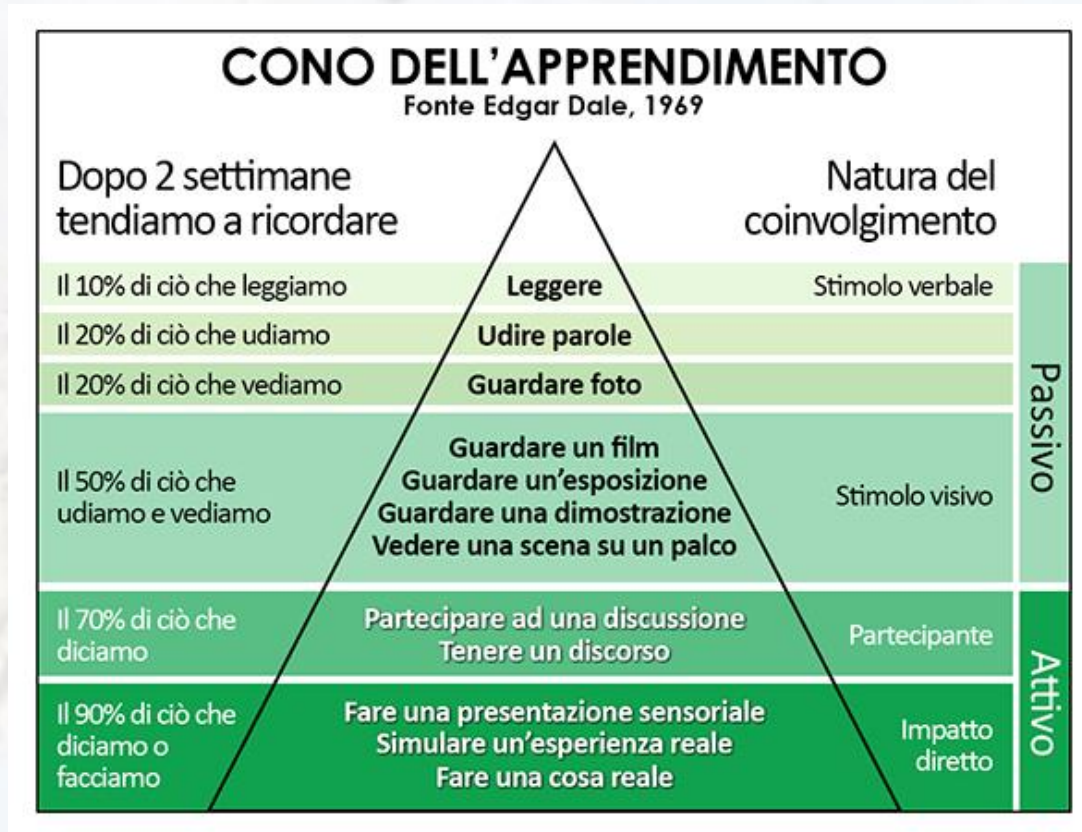 CONO DELL'APPRENDIMENTO
Fonte Edgar Dale, 1969
Dopo 2 settimane
tendiamo a ricordare
Natura del
coinvolgimento
Il 10% di ciò che leggiamo
Leggere
Stimolo verbale
Il 20% di ciò che udiamo
Udire parole
Il 20% di ciò che vediamo
Guardare foto
Il 50% di ciò che
udiamo e vediamo
Guardare un film
Guardare un'esposizione
Guardare una dimostrazione
Vedere una scena su un palco
Stimolo visivo
Passivo
Il 70% di ciò che
diciamo
Partecipare ad una discussione
Tenere un discorso
Partecipante
Il 90% di ciò che
diciamo o
facciamo
Fare una presentazione sensoriale
Simulare un'esperienza reale
Fare una cosa reale
Impatto
diretto
Attivo